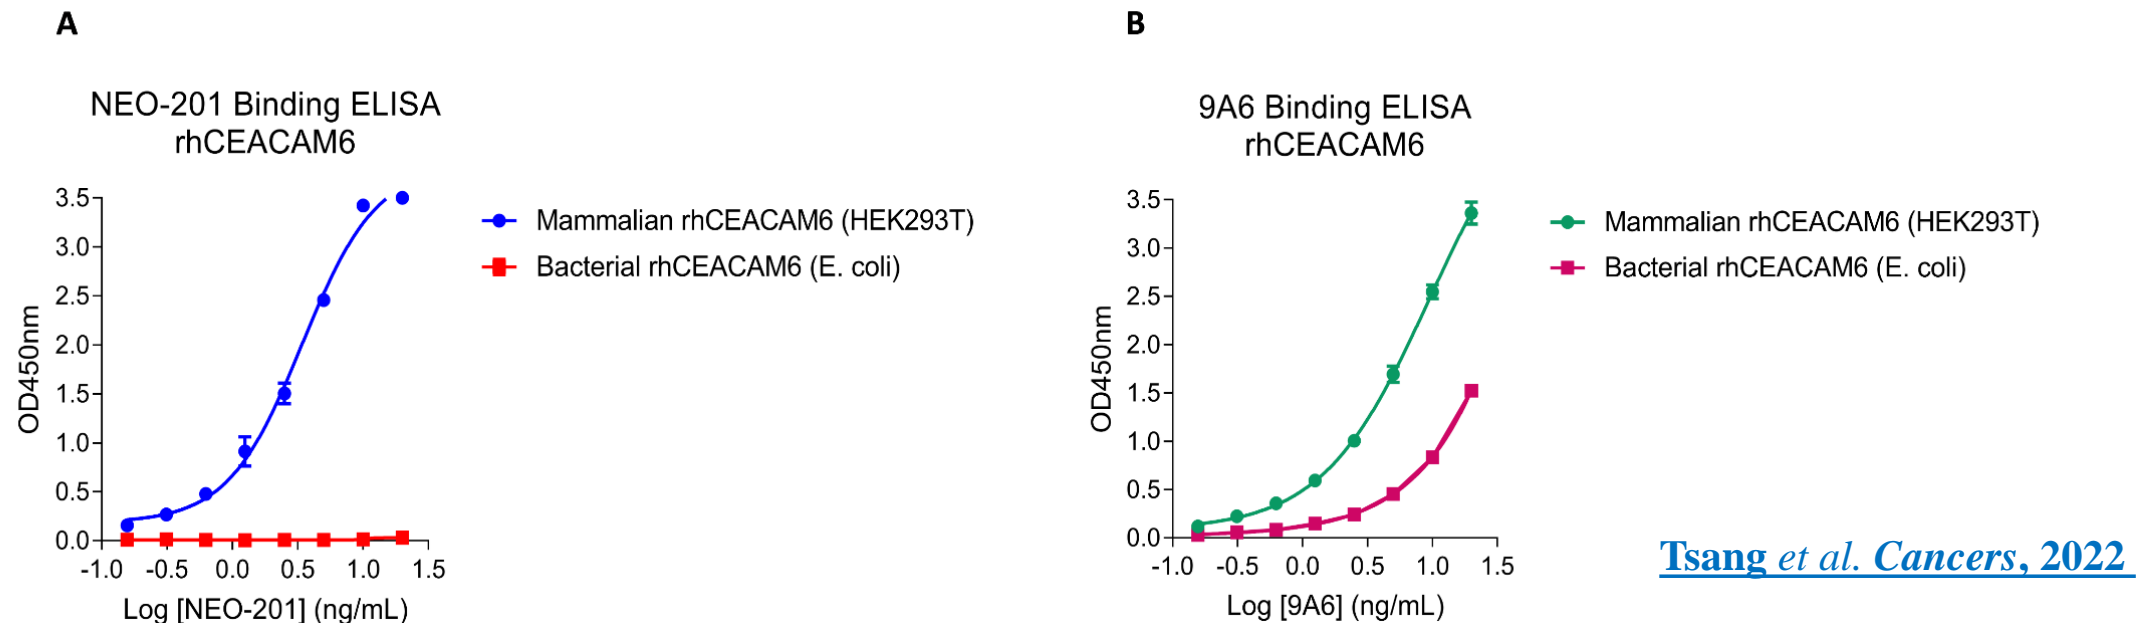 A
NEO-201 Binding ELISA
rhCEACAM6
3.5
3.0
2.5
2.0
1.5
1.0
0.5
0.0
OD450nm
-1.0 -0.5 0.0 0.5 1.0 1.5
Log [NEO-201] (ng/mL)
Mammalian rhCEACAM6 (HEK293T)
Bacterial rhCEACAM6 (E. coli)
B
9A6 Binding ELISA
rhCEACAM6
3.5
3.0
2.5
2.0
1.5
1.0
0.5
0.0
OD450nm
-1.0 -0.5 0.0 0.5 1.0 1.5
Log [9A6] (ng/mL)
Mammalian rhCEACAM6 (HEK293T)
Bacterial rhCEACAM6 (E. coli)
Tsang et al. Cancers, 2022